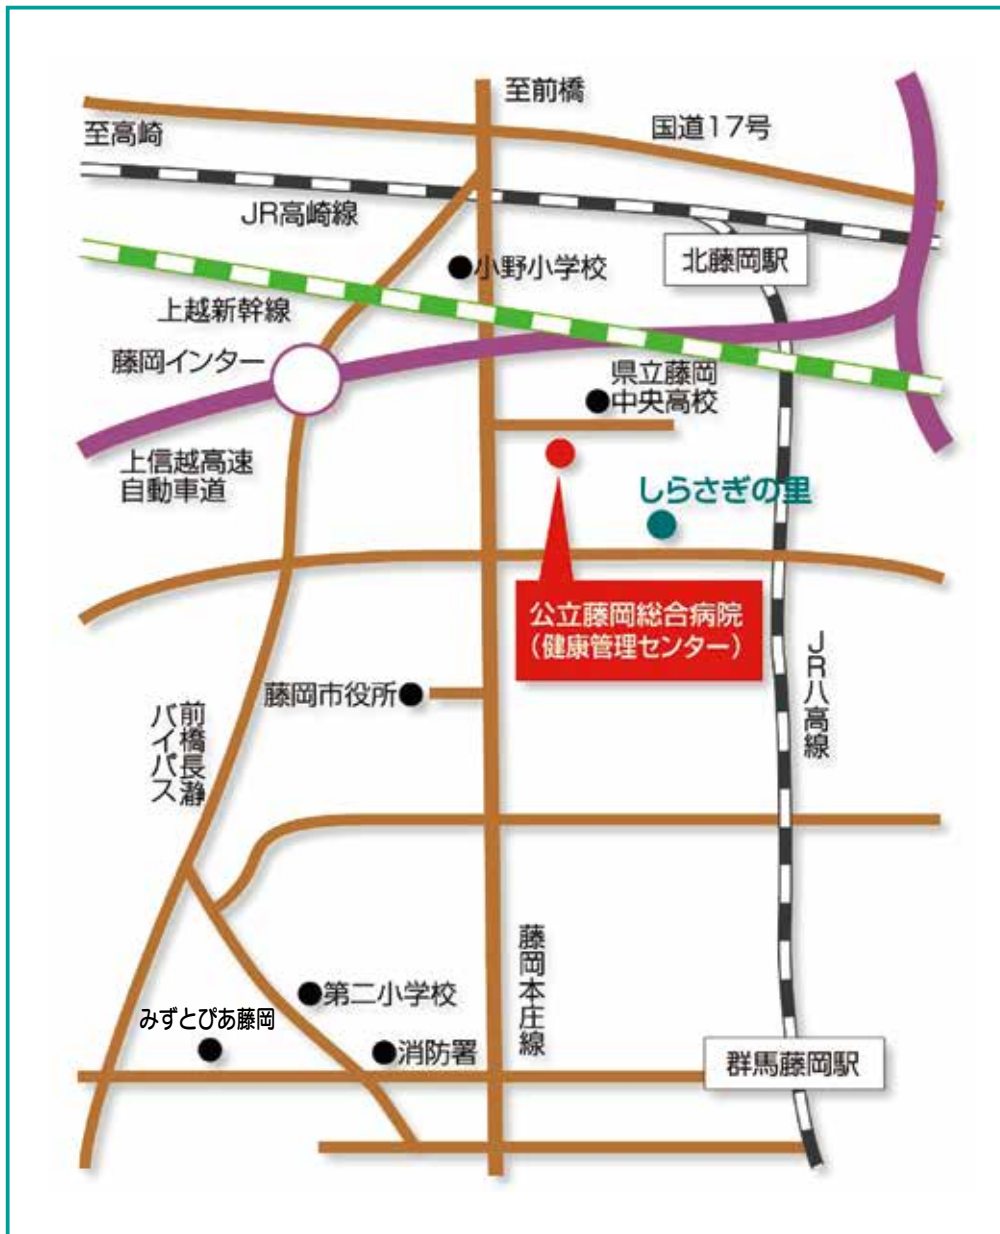 至前橋
国道17号
至高崎
JR高崎線
北藤岡駅
小野小学校
上越新幹線
藤岡インター
県立藤岡
中央高校
上信越高速
自動車道
しらさぎの里
公立藤岡総合病院
(健康管理センター)
JR八高線
藤岡市役所
前橋長瀞
バイパス
藤岡本庄線
第二小学校
みずとぴあ藤岡
消防署
群馬藤岡駅